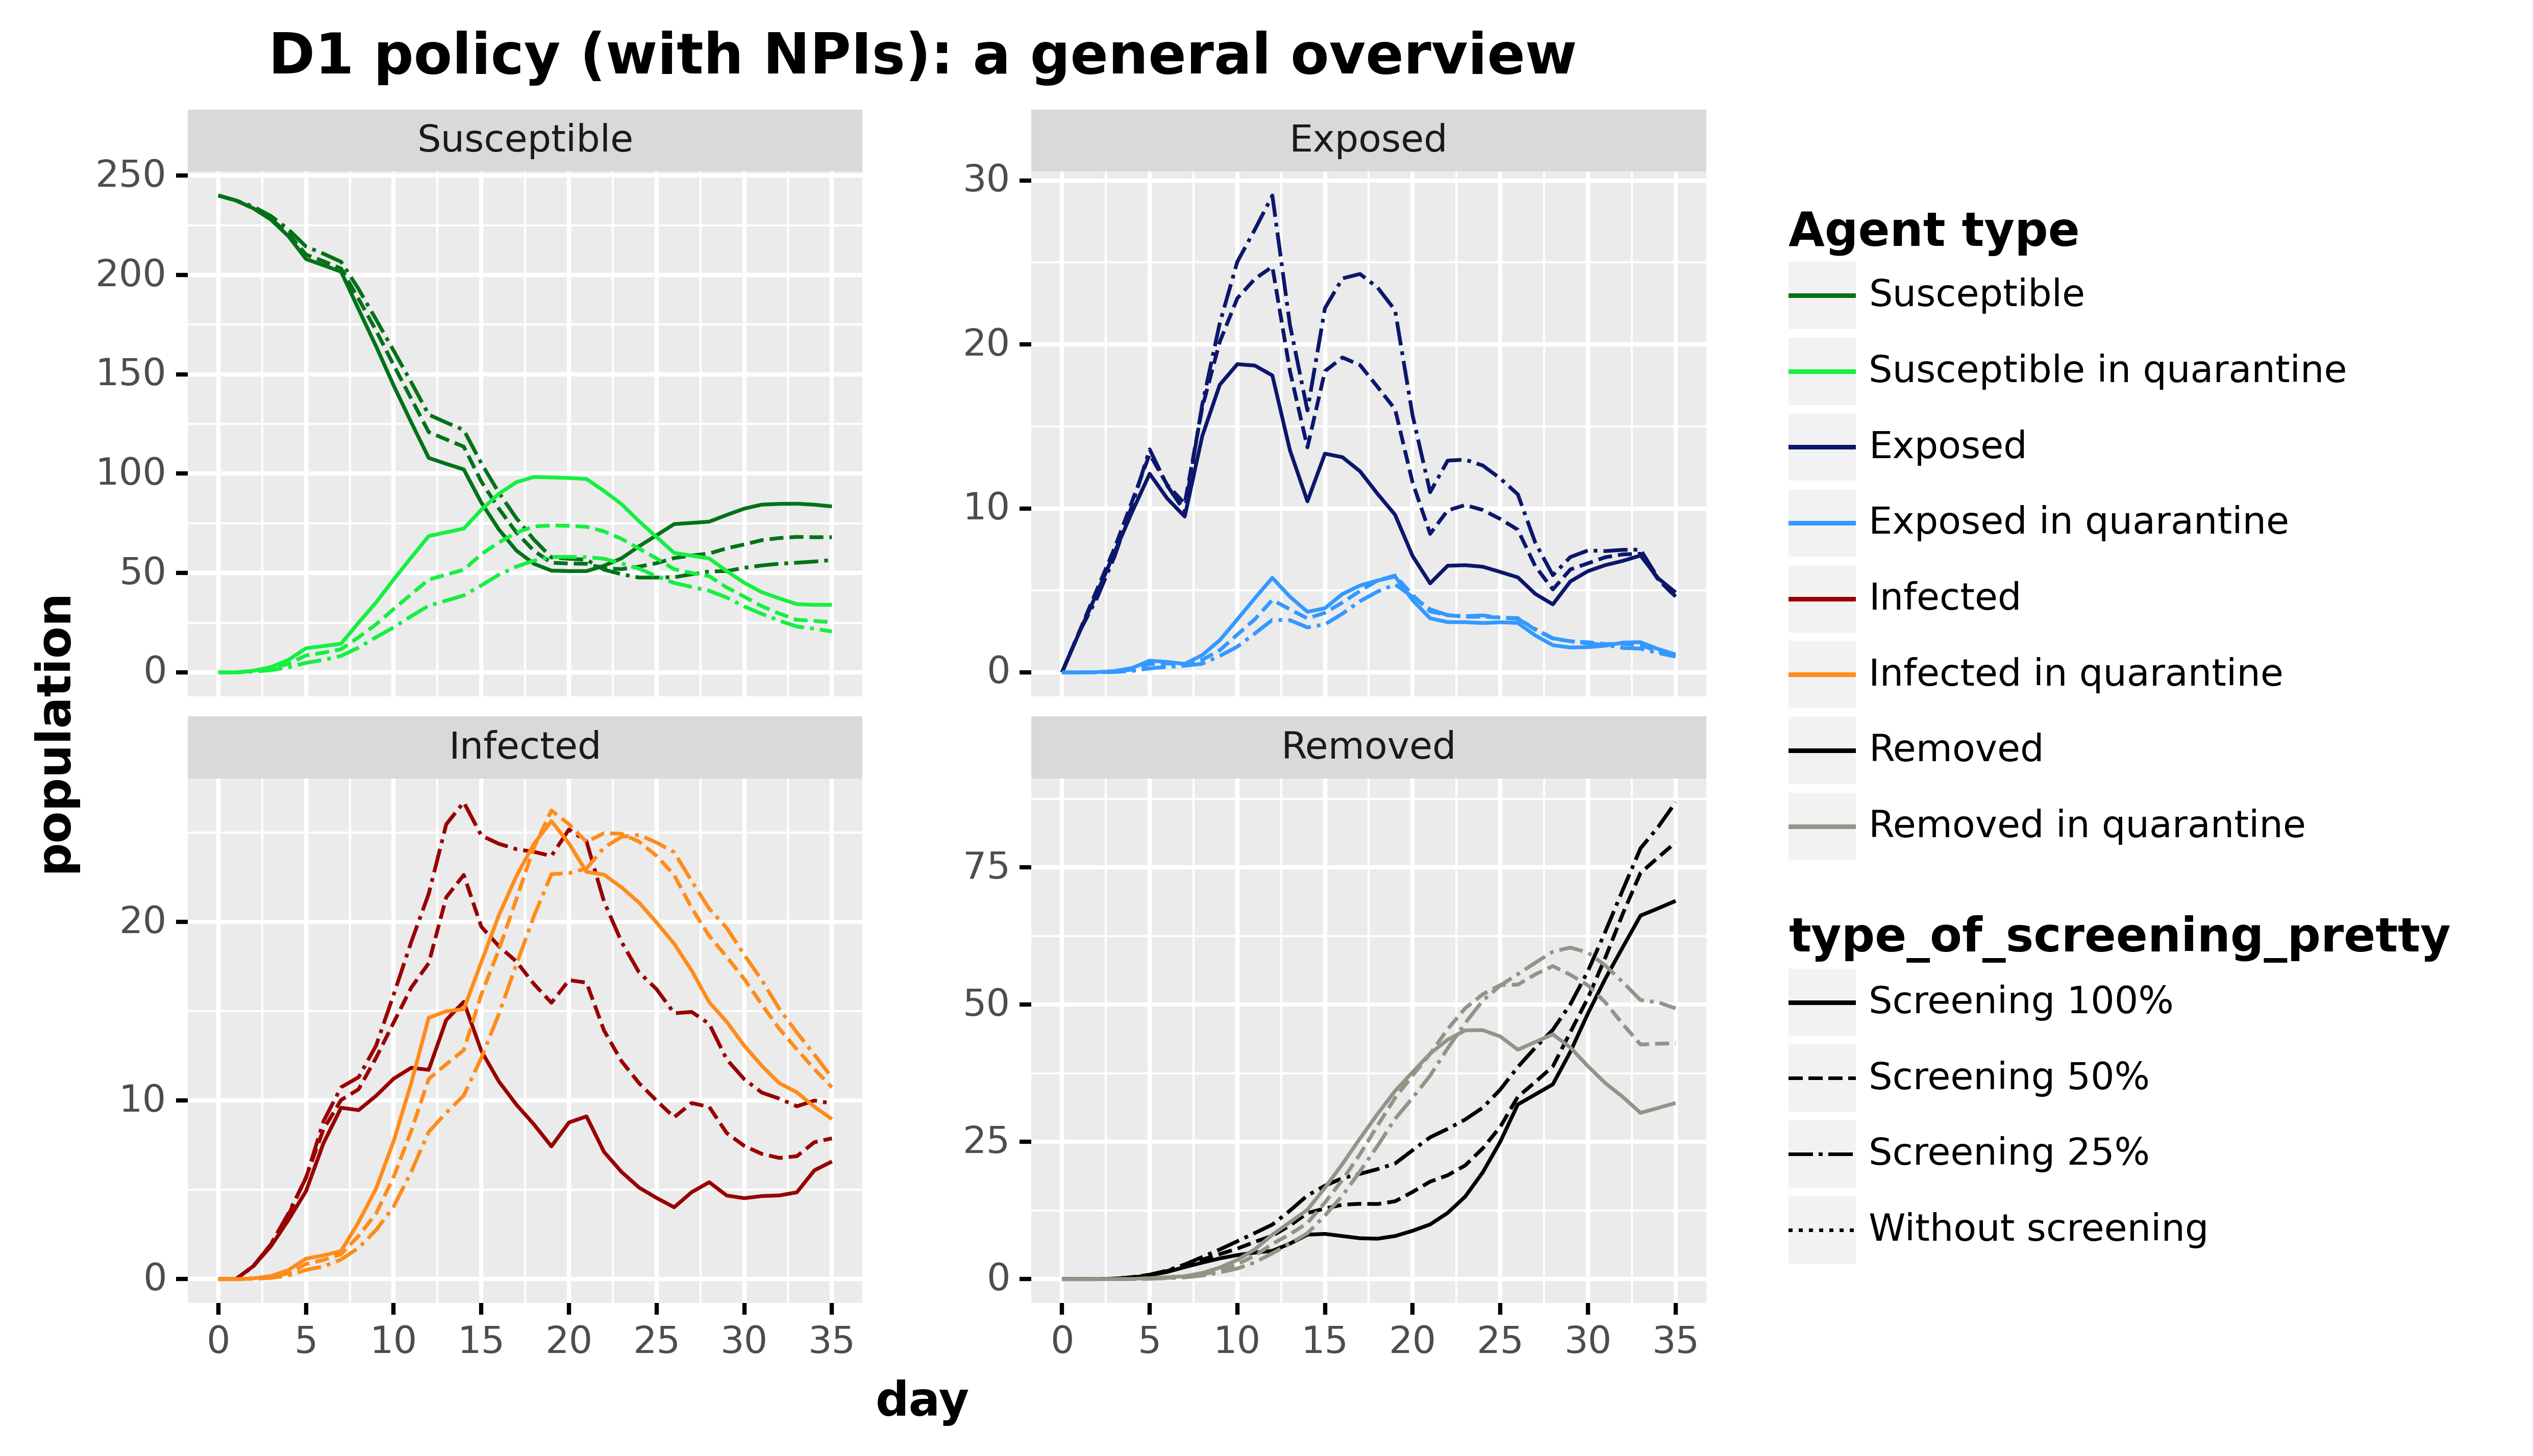 D1 policy (with NPIs): a general overview
Susceptible
250
200
150
100
50
0
Exposed
30
20
10
0
Infected
20
10
0
0 5 10 15 20 25 30 35
Removed
75
50
25
0
0 5 10 15 20 25 30 35
population
day
Agent type
Susceptible
Susceptible in quarantine
Exposed
Exposed in quarantine
Infected
Infected in quarantine
Removed
Removed in quarantine
type_of_screening_pretty
Screening 100%
Screening 50%
Screening 25%
Without screening